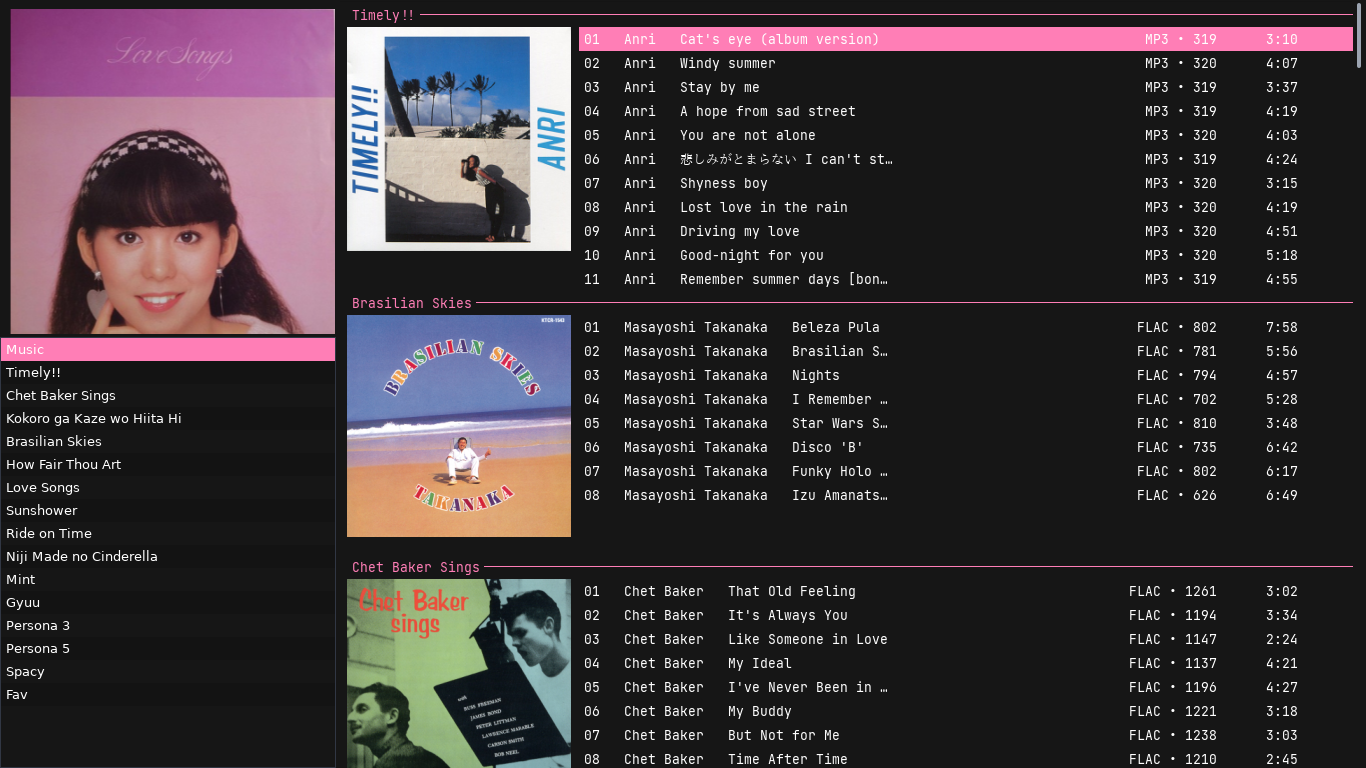 Love Songs
Music
Timely!!
Chet Baker Sings
Kokoro ga Kaze wo Hiita Hi
Brasilian Skies
How Fair Thou Art
Love Songs
Sunshower
Ride on Time
Niji Made no Cinderella
Mint
Gyuu
Persona 3
Persona 5
Spacy
Fav
Timely!!
TIMELY!!
ANRI
01 Anri Cat's eye (album version) MP3 • 319 3:10
02 Anri Windy summer MP3 • 320 4:07
03 Anri Stay by me MP3 • 319 3:37
04 Anri A hope from sad street MP3 • 319 4:19
05 Anri You are not alone MP3 • 320 4:03
06 Anri 悲しみがとまらない I can't st… MP3 • 319 4:24
07 Anri Shyness boy MP3 • 320 3:15
08 Anri Lost love in the rain MP3 • 320 4:19
09 Anri Driving my love MP3 • 320 4:51
10 Anri Good-night for you MP3 • 320 5:18
11 Anri Remember summer days [bon… MP3 • 319 4:55
Brasilian Skies
BRASILIAN SKIES
TAKANAKA
01 Masayoshi Takanaka Beleza Pula FLAC • 802 7:58
02 Masayoshi Takanaka Brasilian S… FLAC • 781 5:56
03 Masayoshi Takanaka Nights FLAC • 794 4:57
04 Masayoshi Takanaka I Remember … FLAC • 702 5:28
05 Masayoshi Takanaka Star Wars S… FLAC • 810 3:48
06 Masayoshi Takanaka Disco 'B' FLAC • 735 6:42
07 Masayoshi Takanaka Funky Holo … FLAC • 802 6:17
08 Masayoshi Takanaka Izu Amanats… FLAC • 626 6:49
Chet Baker Sings
Chet Baker
sings
with
RUSS FREEMAN
JAMES BOND
PETER LITTMAN
LAWRENCE MARABLE
CARSON SMITH
BOB NEEL
01 Chet Baker That Old Feeling FLAC • 1261 3:02
02 Chet Baker It's Always You FLAC • 1194 3:34
03 Chet Baker Like Someone in Love FLAC • 1147 2:24
04 Chet Baker My Ideal FLAC • 1137 4:21
05 Chet Baker I've Never Been in … FLAC • 1196 4:27
06 Chet Baker My Buddy FLAC • 1221 3:18
07 Chet Baker But Not for Me FLAC • 1238 3:03
08 Chet Baker Time After Time FLAC • 1210 2:45